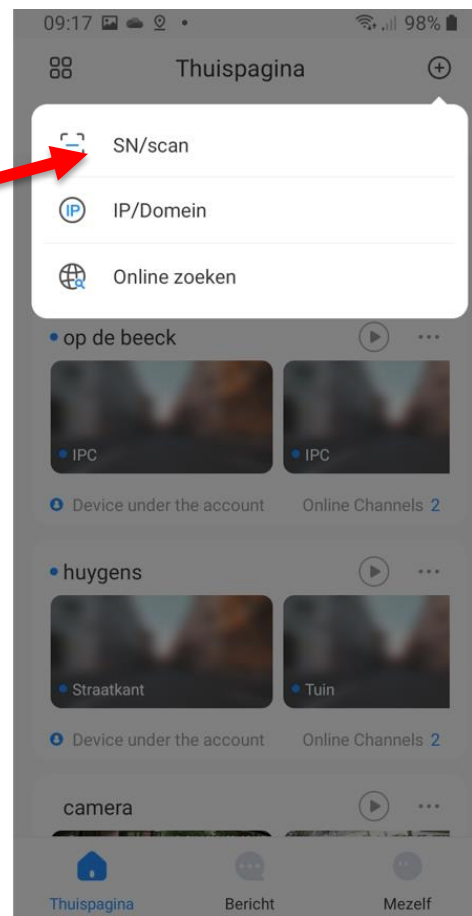 09:17 98%
Thuispagina
SN/scan
IP
IP/Domein
Online zoeken
op de beeck
IPC IPC
Device under the account Online Channels 2
huygens
Straatkant Tuin
Device under the account Online Channels 2
camera
Thuispagina Bericht Mezelf